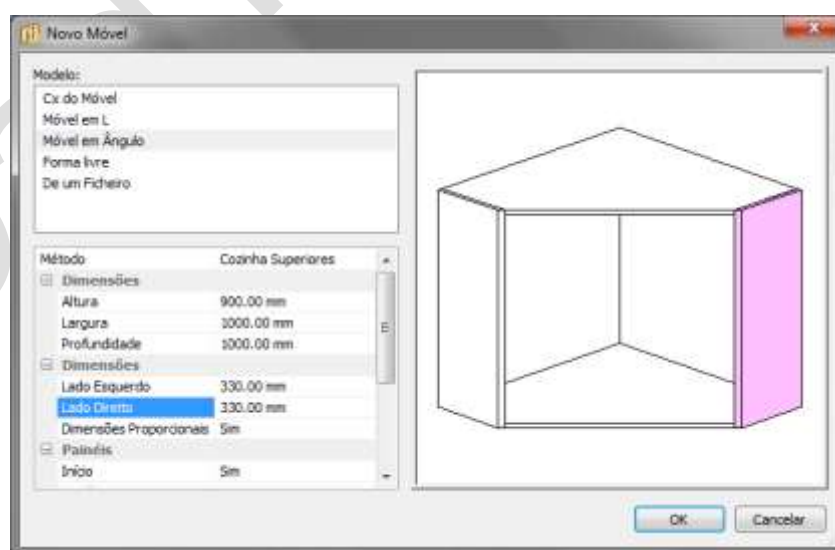 Novo Móvel
Modelo:
Cx do Móvel
Móvel em L
Móvel em Ângulo
Forma livre
De um Ficheiro
Método Cozinha Superiores
Dimensões
Altura 900.00 mm
Largura 1000.00 mm
Profundidade 1000.00 mm
Dimensões
Lado Esquerdo 330.00 mm
Lado Direito 330.00 mm
Dimensões Proporcionais Sim
Painéis
Início Sim
OK Cancelar